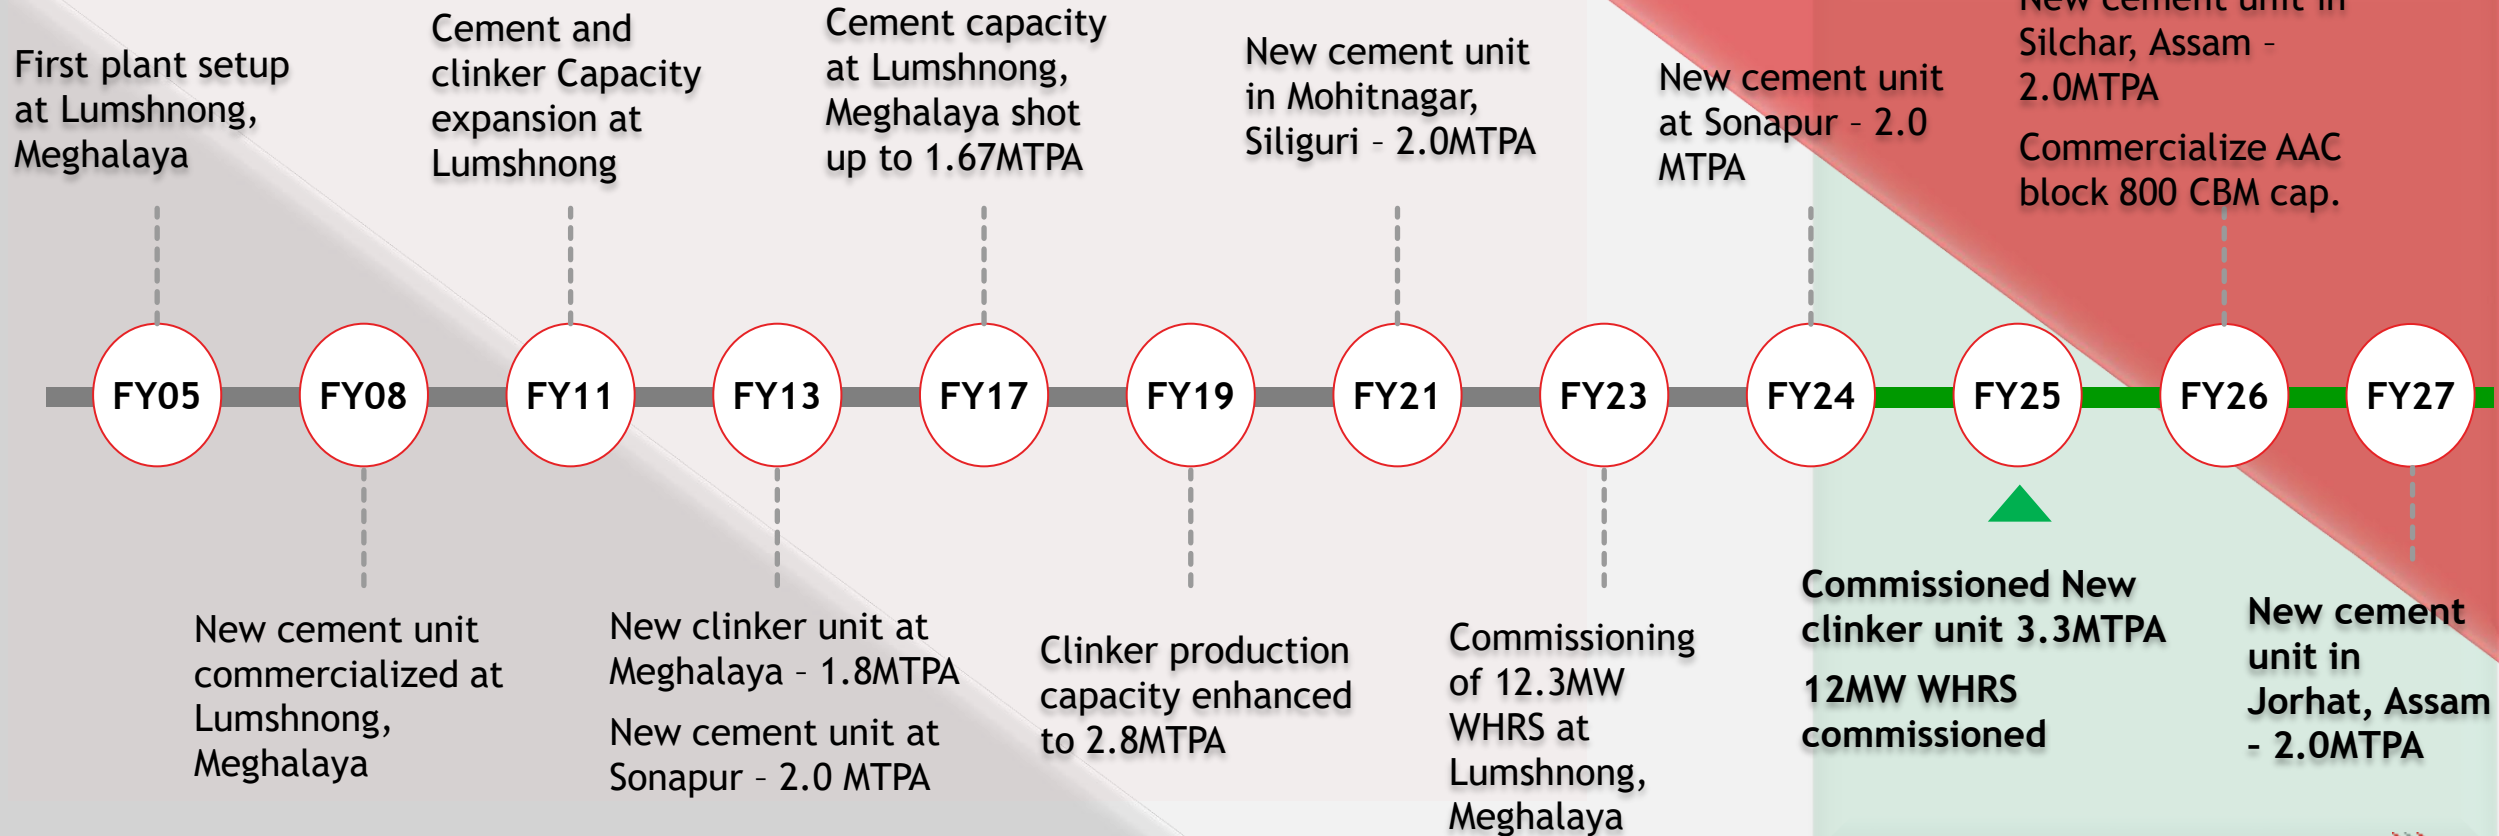 First plant setup
at Lumshnong,
Meghalaya
Cement and
clinker Capacity
expansion at
Lumshnong
Cement capacity
at Lumshnong,
Meghalaya shot
up to 1.67MTPA
New cement unit
in Mohitnagar,
Siliguri – 2.0MTPA
New cement unit
at Sonapur – 2.0
MTPA
New cement unit in
Silchar, Assam –
2.0MTPA
Commercialize AAC
block 800 CBM cap.
FY05
FY08
FY11
FY13
FY17
FY19
FY21
FY23
FY24
FY25
FY26
FY27
New cement unit
commercialized at
Lumshnong,
Meghalaya
New clinker unit at
Meghalaya – 1.8MTPA
New cement unit at
Sonapur – 2.0 MTPA
Clinker production
capacity enhanced
to 2.8MTPA
Commissioning
of 12.3MW
WHRS at
Lumshnong,
Meghalaya
Commissioned New
clinker unit 3.3MTPA
12MW WHRS
commissioned
New cement
unit in
Jorhat, Assam
– 2.0MTPA